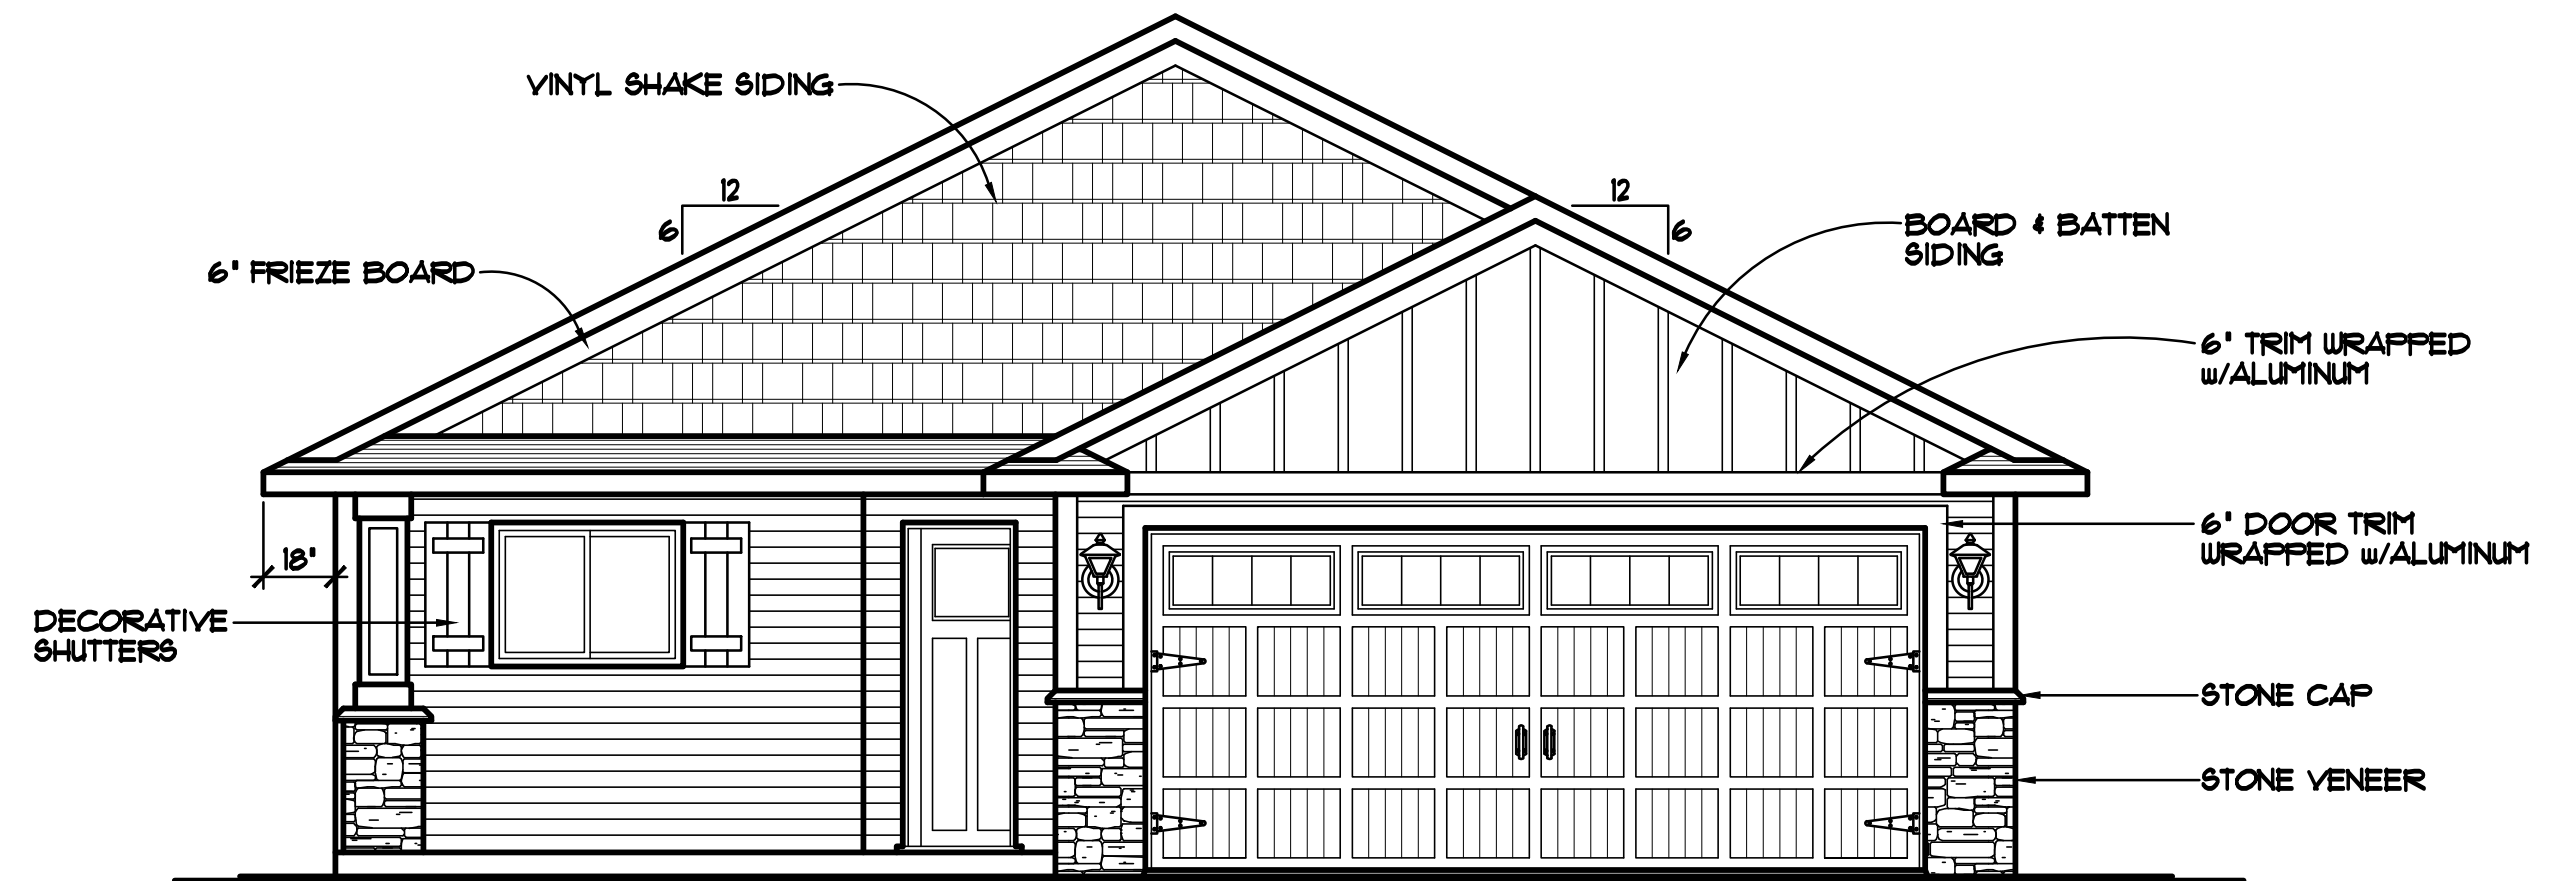 VINYL SHAKE SIDING
12
6
12
6
BOARD & BATTEN
SIDING
6" FRIEZE BOARD
6" TRIM WRAPPED
w/ALUMINUM
18"
6" DOOR TRIM
WRAPPED w/ALUMINUM
DECORATIVE
SHUTTERS
STONE CAP
STONE VENEER